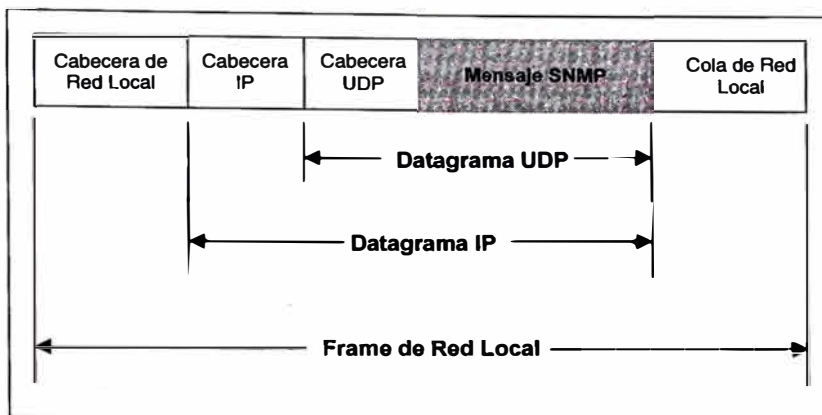 Cabecera de
Red Local
Cabecera
IP
Cabecera
UDP
Mensaje SNMP
Cola de Red
Local
Datagrama UDP
Datagrama IP
Frame de Red Local